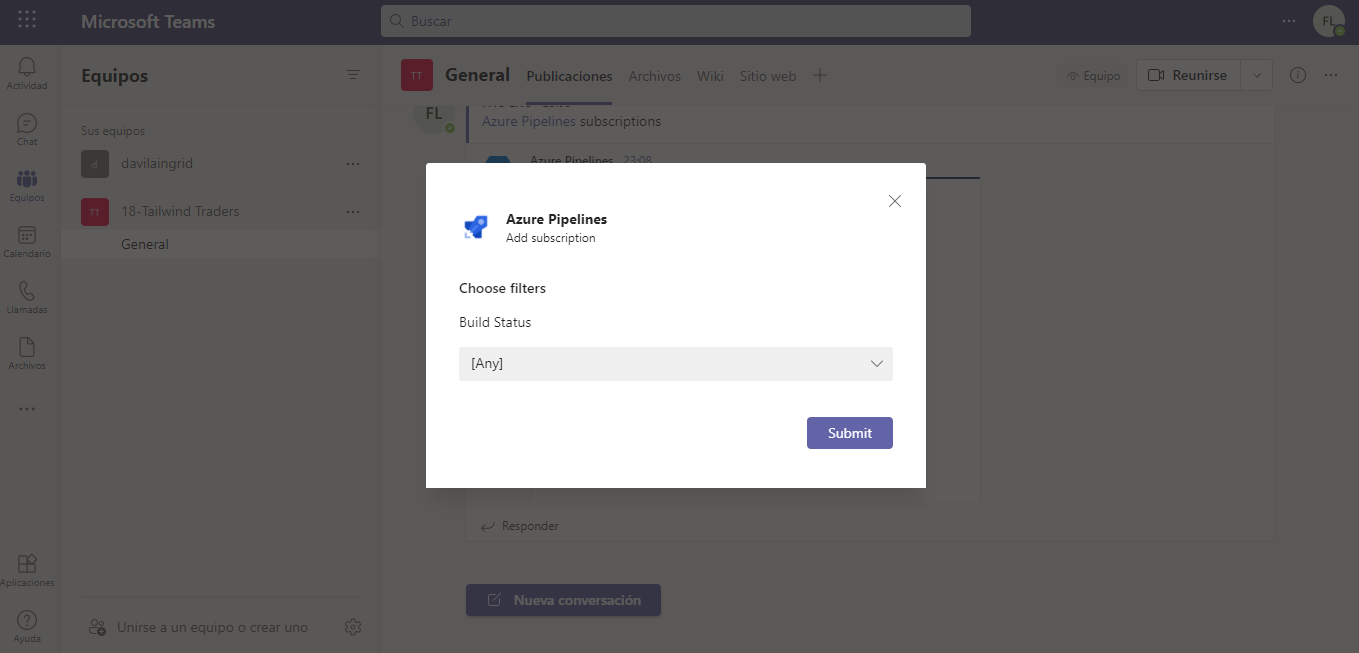 Microsoft Teams
Buscar
FL
Actividad
Chat
Equipos
Calendario
Llamadas
Archivos
Aplicaciones
Ayuda
Equipos
Sus equipos
d
davilaingrid
TT
18-Tailwind Traders
General
Unirse a un equipo o crear uno
TT
General
Publicaciones
Archivos
Wiki
Sitio web
Equipo
Reunirse
FL
Azure Pipelines subscriptions
Azure Pipelines 23:08
Azure Pipelines
Add subscription
Choose filters
Build Status
[Any]
Submit
Responder
Nueva conversación